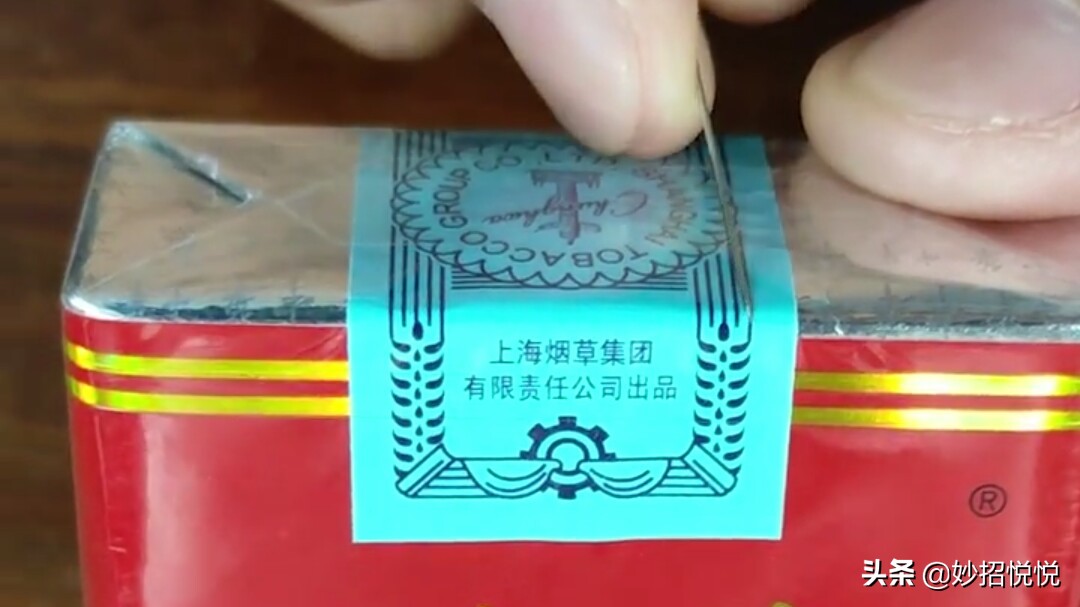 SHANGHAI TOBACCO GROUP CO
Chunghwa
上海烟草集团
有限责任公司出品
®
头条 @妙招悦悦